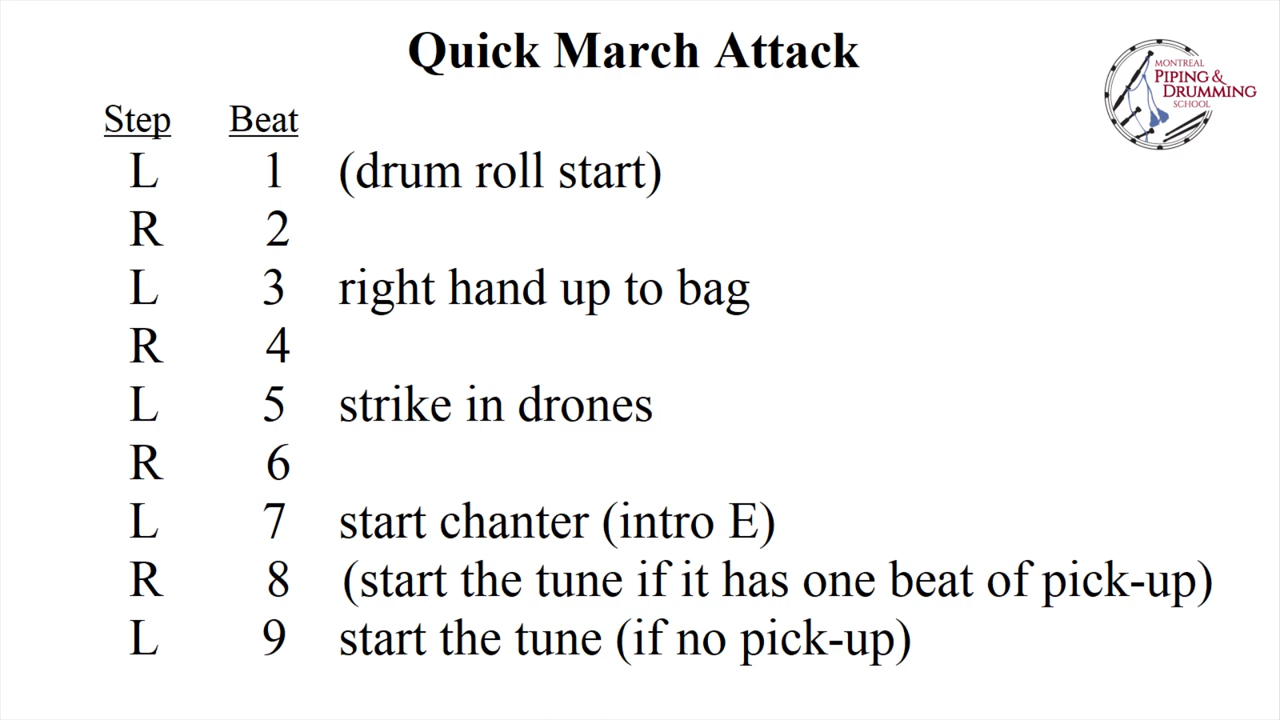 Quick March Attack
MONTREAL
PIPING &
DRUMMING
SCHOOL
Step Beat
L 1 (drum roll start)
R 2
L 3 right hand up to bag
R 4
L 5 strike in drones
R 6
L 7 start chanter (intro E)
R 8 (start the tune if it has one beat of pick-up)
L 9 start the tune (if no pick-up)